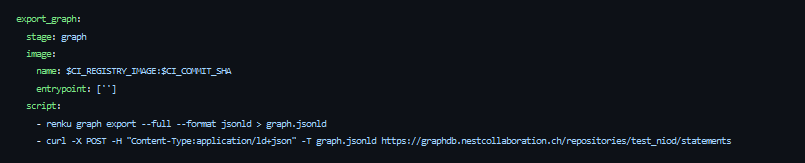 export_graph:
  stage: graph
  image:
    name: $CI_REGISTRY_IMAGE:$CI_COMMIT_SHA
    entrypoint: ['']
  script:
    - renku graph export --full --format jsonld > graph.jsonld
    - curl -X POST -H "Content-Type:application/ld+json" -T graph.jsonld https://graphdb.nestcollaboration.ch/repositories/test_niod/statements